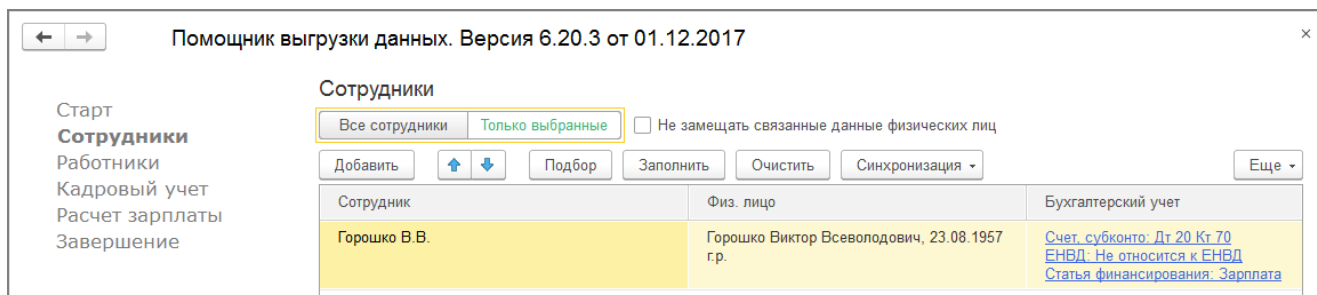 Помощник выгрузки данных. Версия 6.20.3 от 01.12.2017
Старт
Сотрудники
Работники
Кадровый учет
Расчет зарплаты
Завершение
Сотрудники
Все сотрудники Только выбранные Не замещать связанные данные физических лиц
Добавить Подбор Заполнить Очистить Синхронизация Еще
Сотрудник Физ. лицо Бухгалтерский учет
Горошко В.В. Горошко Виктор Всеволодович, 23.08.1957 Счет, субконто: Дт 20 Кт 70
г.р. ЕНВД: Не относится к ЕНВД
Статья финансирования: Зарплата